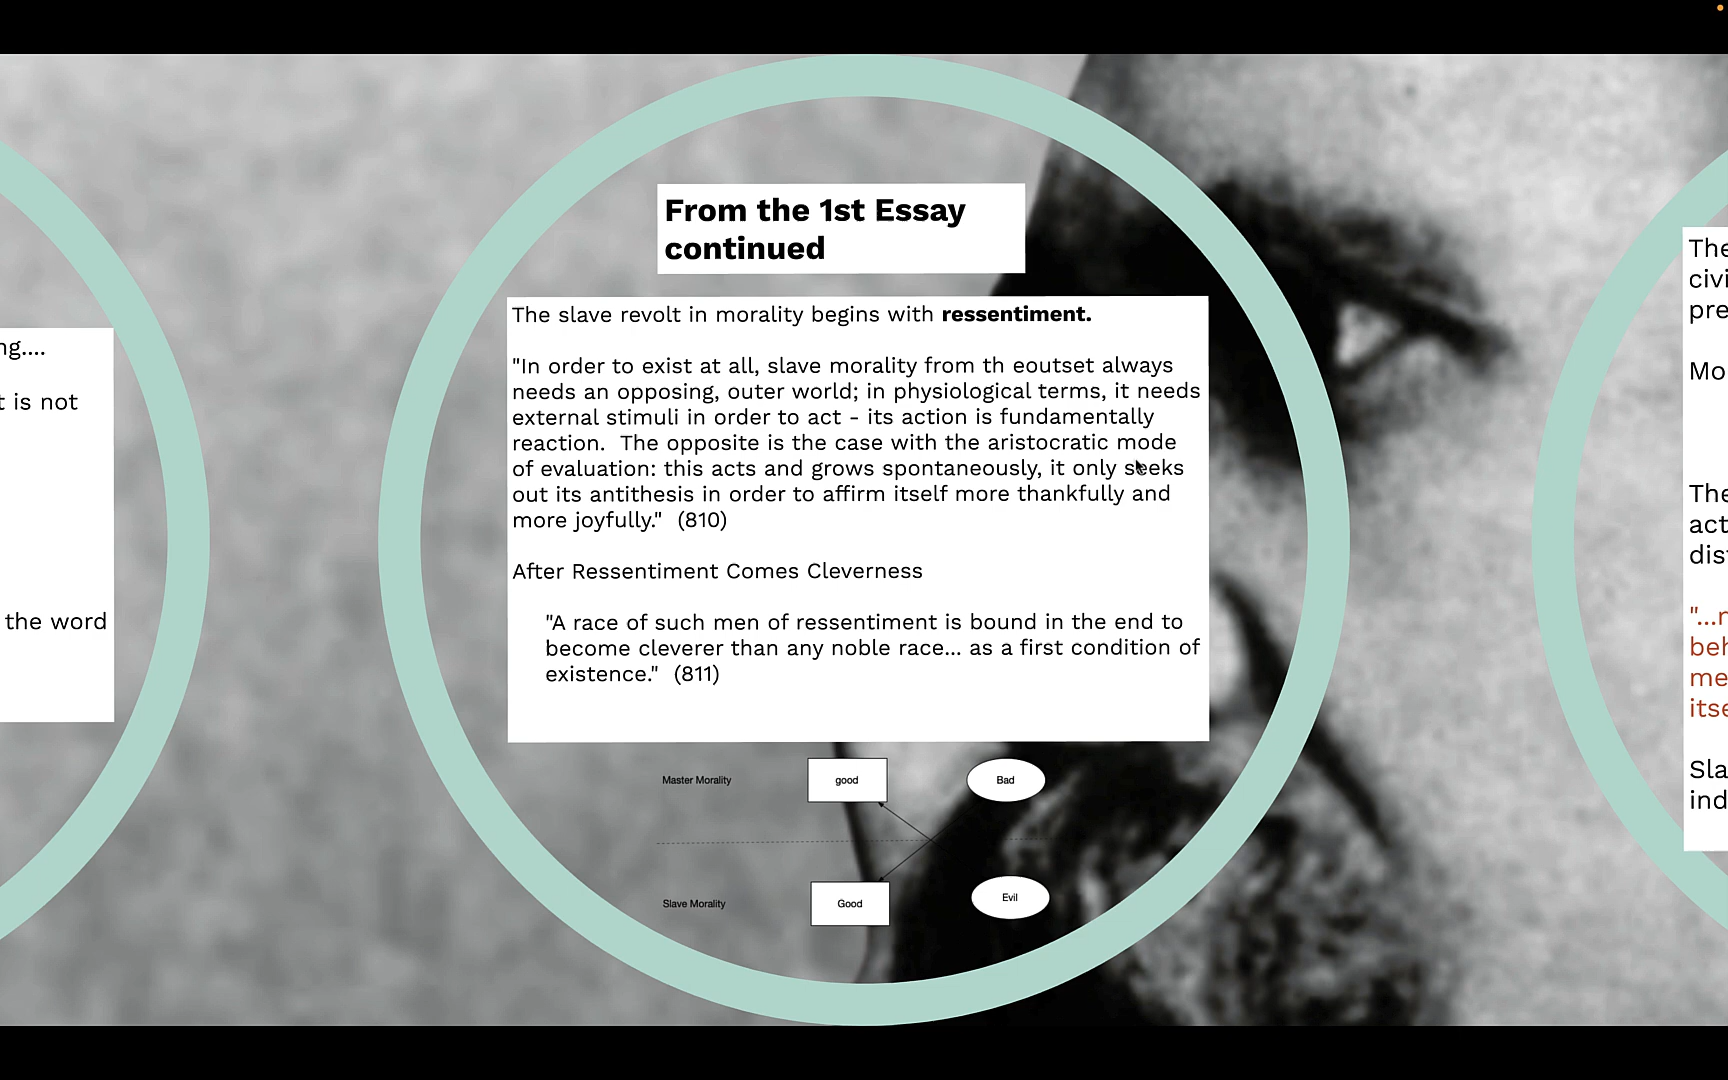 ng....
t is not
the word
From the 1st Essay
continued
The slave revolt in morality begins with ressentiment.
"In order to exist at all, slave morality from th eoutset always
needs an opposing, outer world; in physiological terms, it needs
external stimuli in order to act - its action is fundamentally
reaction.  The opposite is the case with the aristocratic mode
of evaluation: this acts and grows spontaneously, it only seeks
out its antithesis in order to affirm itself more thankfully and
more joyfully."  (810)
After Ressentiment Comes Cleverness
"A race of such men of ressentiment is bound in the end to
become cleverer than any noble race... as a first condition of
existence."  (811)
Master Morality
good
Bad
Slave Morality
Good
Evil
The
civi
pre
Mo
The
act
dist
"...r
beh
me
itse
Sla
ind